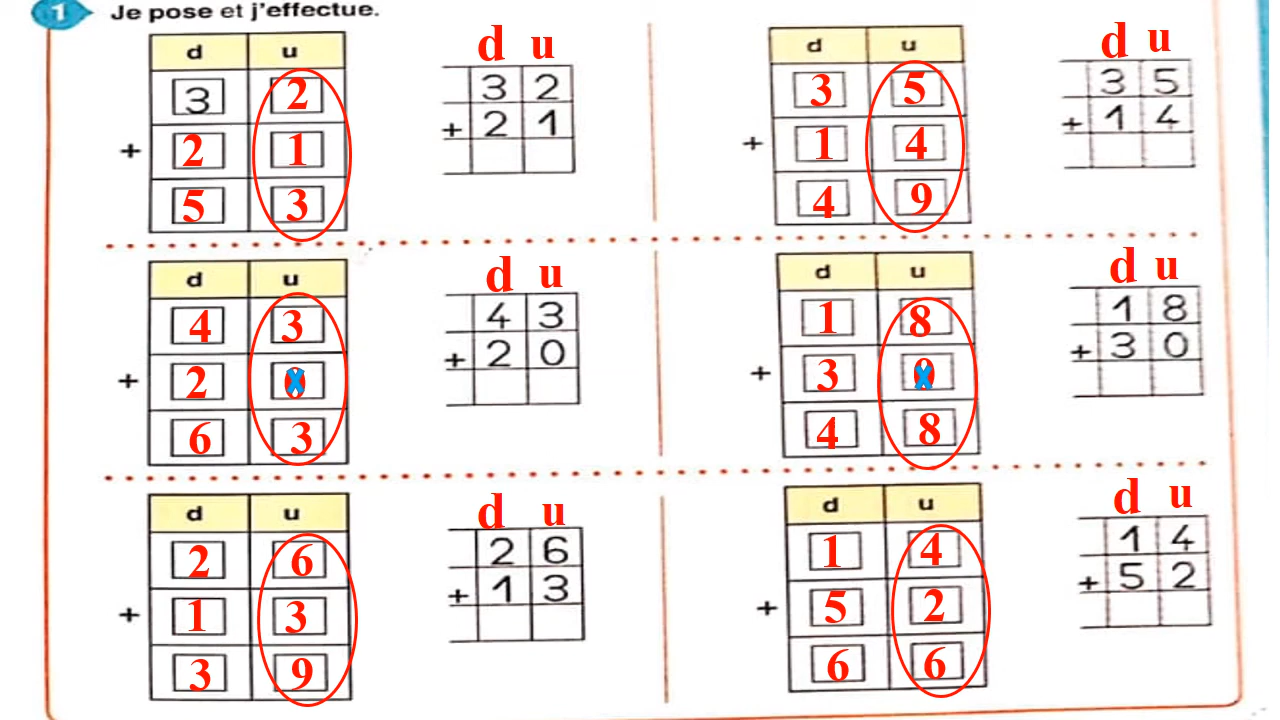 1 Je pose et j'effectue.
d u d u d u d u
3 2 3 2 3 5 3 5
+ 2 1 + 2 1 + 1 4 + 1 4
5 3 4 9
d u d u d u d u
4 3 4 3 1 8 1 8
+ 2 + 2 0 + 3 + 3 0
6 3 4 8
d u d u d u d u
2 6 2 6 1 4 1 4
+ 1 3 + 1 3 + 5 2 + 5 2
3 9 6 6